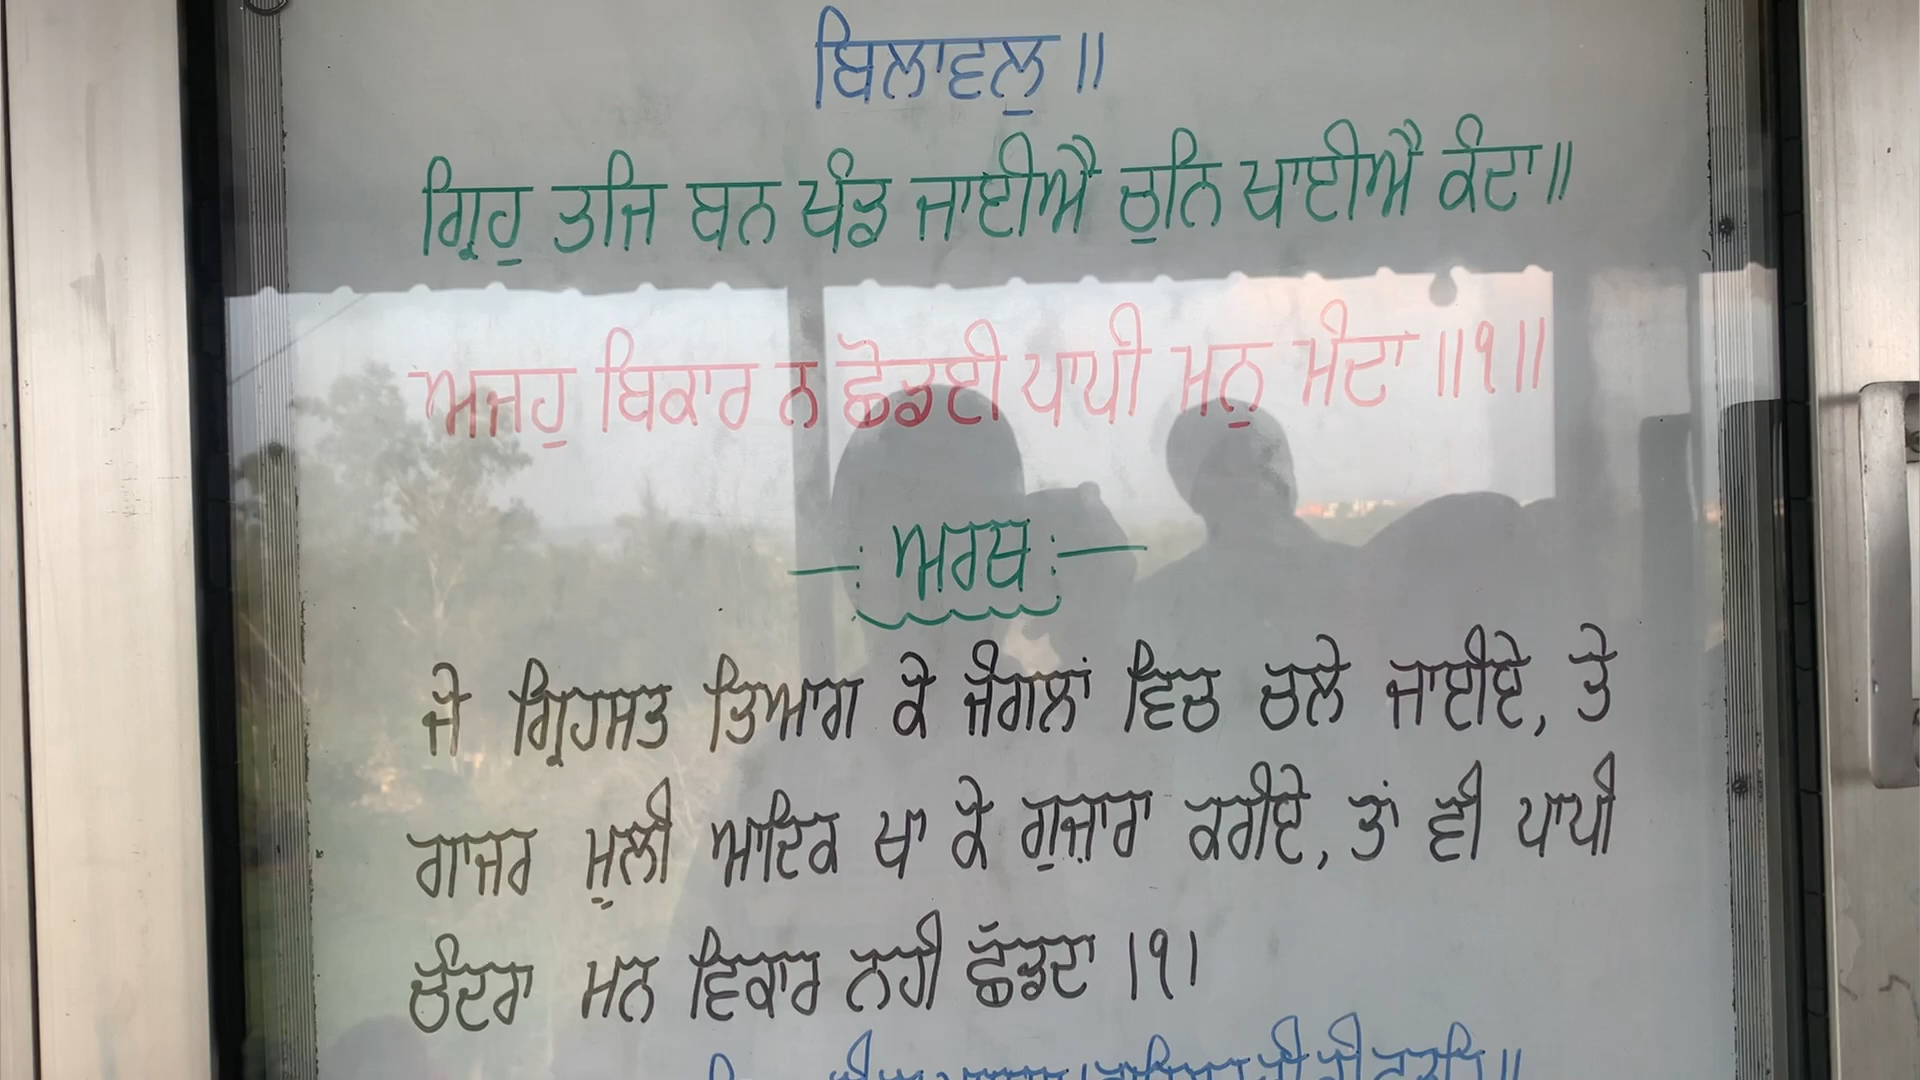 ਬਿਲਾਵਲੁ ॥
ਗ੍ਰਿਹੁ ਤਜਿ ਬਨ ਖੰਡ ਜਾਈਐ ਚੁਨਿ ਖਾਈਐ ਕੰਦਾ ॥
ਅਜਹੁ ਬਿਕਾਰ ਨ ਛੋਡਈ ਪਾਪੀ ਮਨੁ ਮੰਦਾ ॥੧॥
—: ਅਰਥ :—
ਜੇ ਗ੍ਰਿਹਸਤ ਤਿਆਗ ਕੇ ਜੰਗਲਾਂ ਵਿਚ ਚਲੇ ਜਾਈਏ, ਤੇ
ਗਾਜਰ ਮੂਲੀ ਆਦਿਕ ਖਾ ਕੇ ਗੁਜ਼ਾਰਾ ਕਰੀਏ, ਤਾਂ ਵੀ ਪਾਪੀ
ਚੰਦਰਾ ਮਨ ਵਿਕਾਰ ਨਹੀ ਛੱਡਦਾ ।੧।